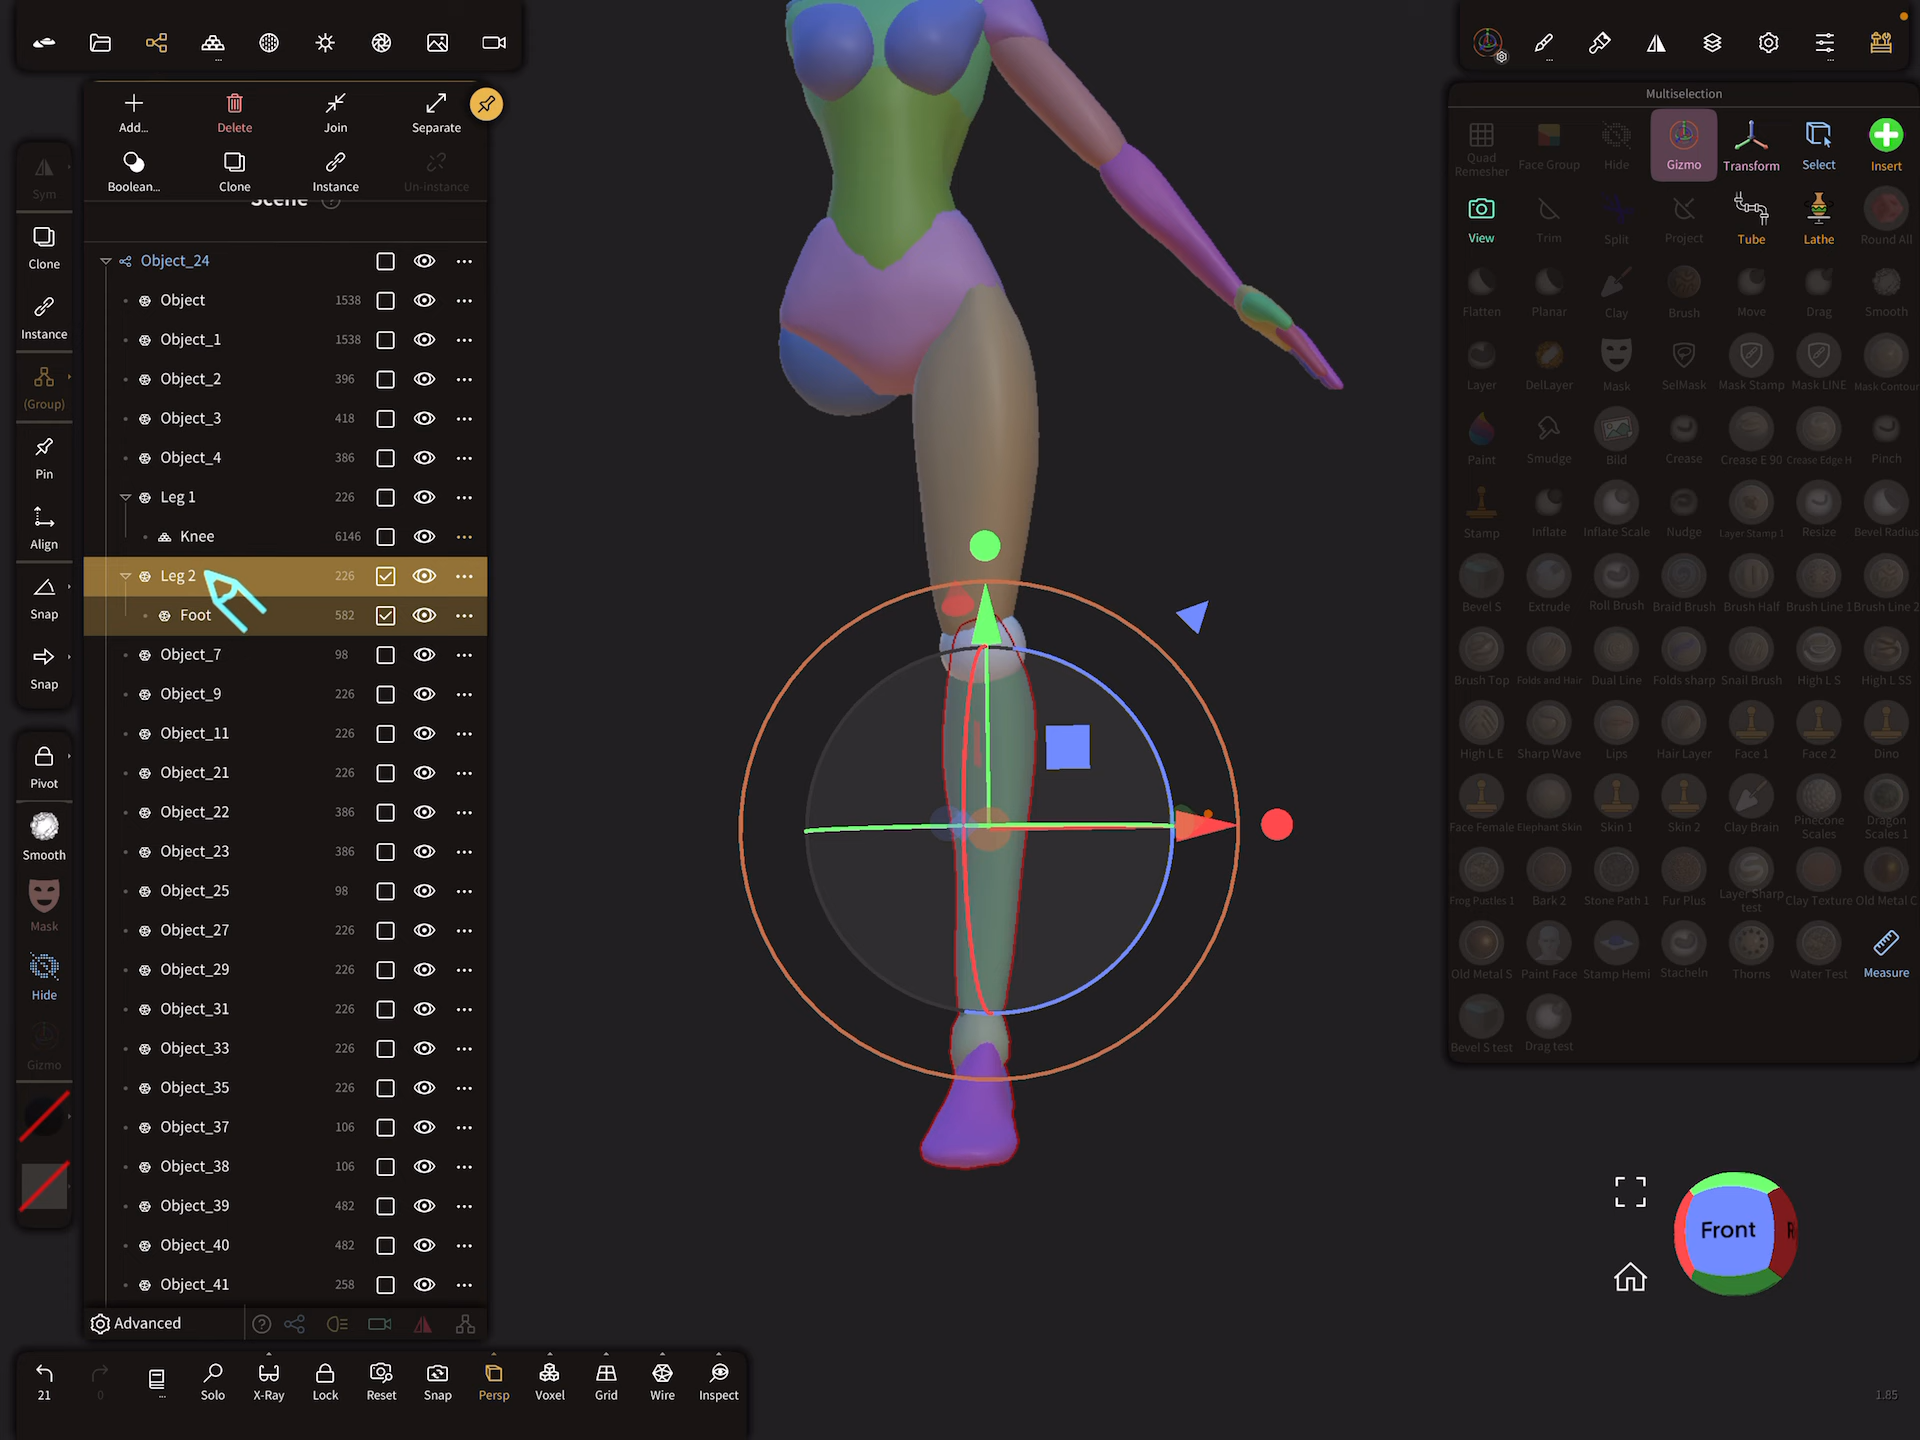 Add...
Delete
Join
Separate
Boolean...
Clone
Instance
Un-instance
Scene
Object_24
Object 1538
Object_1 1538
Object_2 396
Object_3 418
Object_4 386
Leg 1 226
Knee 6146
Leg 2 226
Foot 582
Object_7 98
Object_9 226
Object_11 226
Object_21 226
Object_22 386
Object_23 386
Object_25 98
Object_27 226
Object_29 226
Object_31 226
Object_33 226
Object_35 226
Object_37 106
Object_38 106
Object_39 482
Object_40 482
Object_41 258
Advanced
Sym
Clone
Instance
(Group)
Pin
Align
Snap
Snap
Pivot
Smooth
Mask
Hide
Gizmo
21
0
Solo
X-Ray
Lock
Reset
Snap
Persp
Voxel
Grid
Wire
Inspect
Multiselection
Quad Remesher
Face Group
Hide
Gizmo
Transform
Select
Insert
View
Trim
Split
Project
Tube
Lathe
Round All
Flatten
Planar
Clay
Brush
Move
Drag
Smooth
Layer
DelLayer
Mask
SelMask
Mask Stamp
Mask LINE
Mask Contour
Paint
Smudge
Bild
Crease
Crease E 90
Crease Edge H
Pinch
Stamp
Inflate
Inflate Scale
Nudge
Layer Stamp 1
Resize
Bevel Radius
Bevel S
Extrude
Roll Brush
Braid Brush
Brush Half
Brush Line 1
Brush Line 2
Brush Top
Folds and Hair
Dual Line
Folds sharp
Snail Brush
High L S
High L SS
High L E
Sharp Wave
Lips
Hair Layer
Face 1
Face 2
Dino
Face Female
Elephant Skin
Skin 1
Skin 2
Clay Brain
Pinecone Scales
Dragon Scales 1
Frog Pustles 1
Bark 2
Stone Path 1
Fur Plus
Layer Sharp test
Clay Texture
Old Metal C
Old Metal S
Paint Face
Stamp Hemi
Stacheln
Thorns
Water Test
Measure
Bevel S test
Drag test
Front
R
1.85